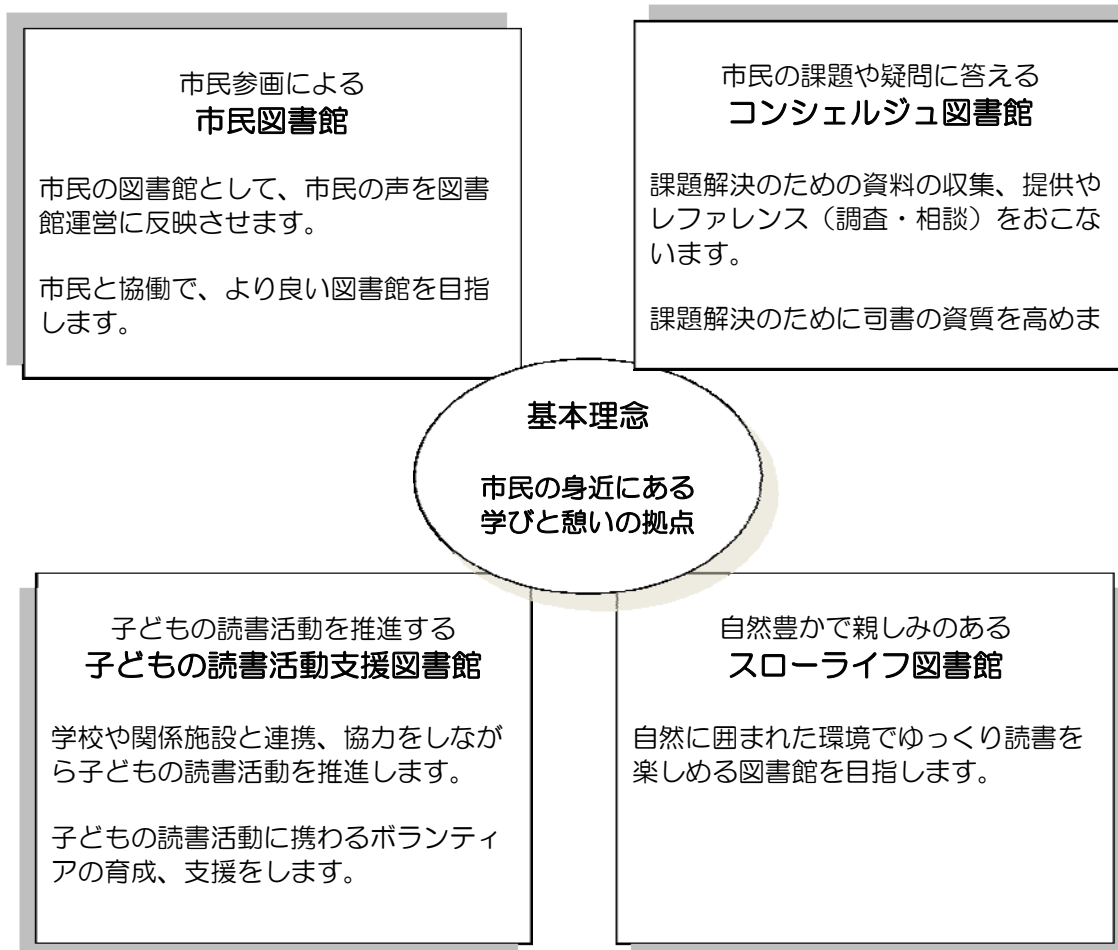 市民参画による
市民図書館
市民の図書館として、市民の声を図書
館運営に反映させます。
市民と協働で、より良い図書館を目指
します。
市民の課題や疑問に答える
コンシェルジュ図書館
課題解決のための資料の収集、提供や
レファレンス（調査・相談）をおこな
います。
課題解決のために司書の資質を高めま
基本理念
市民の身近にある
学びと憩いの拠点
子どもの読書活動を推進する
子どもの読書活動支援図書館
学校や関係施設と連携、協力をしなが
ら子どもの読書活動を推進します。
子どもの読書活動に携わるボランティ
アの育成、支援をします。
自然豊かで親しみのある
スローライフ図書館
自然に囲まれた環境でゆっくり読書を
楽しめる図書館を目指します。